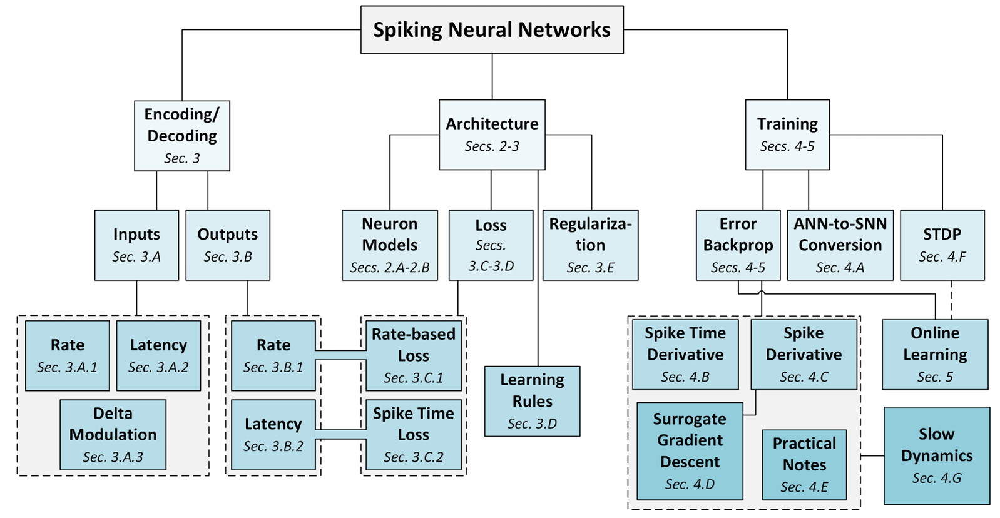 Spiking Neural Networks
Encoding/
Decoding
Sec. 3
Architecture
Secs. 2-3
Training
Secs. 4-5
Inputs
Sec. 3.A
Outputs
Sec. 3.B
Neuron
Models
Secs. 2.A-2.B
Loss
Secs.
3.C-3.D
Regulariza-
tion
Sec. 3.E
Error
Backprop
Secs. 4-5
ANN-to-SNN
Conversion
Sec. 4.A
STDP
Sec. 4.F
Rate
Sec. 3.A.1
Latency
Sec. 3.A.2
Delta
Modulation
Sec. 3.A.3
Rate
Sec. 3.B.1
Latency
Sec. 3.B.2
Rate-based
Loss
Sec. 3.C.1
Spike Time
Loss
Sec. 3.C.2
Learning
Rules
Sec. 3.D
Spike Time
Derivative
Sec. 4.B
Spike
Derivative
Sec. 4.C
Surrogate
Gradient
Descent
Sec. 4.D
Practical
Notes
Sec. 4.E
Online
Learning
Sec. 5
Slow
Dynamics
Sec. 4.G